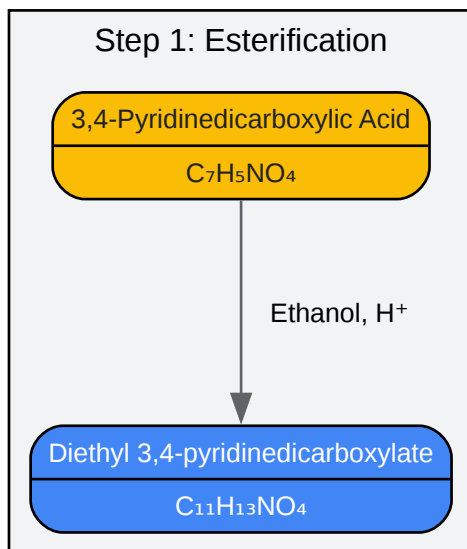 Step 1: Esterification
3,4-Pyridinedicarboxylic Acid
C₇H₅NO₄
Ethanol, H⁺
Diethyl 3,4-pyridinedicarboxylate
C₁₁H₁₃NO₄